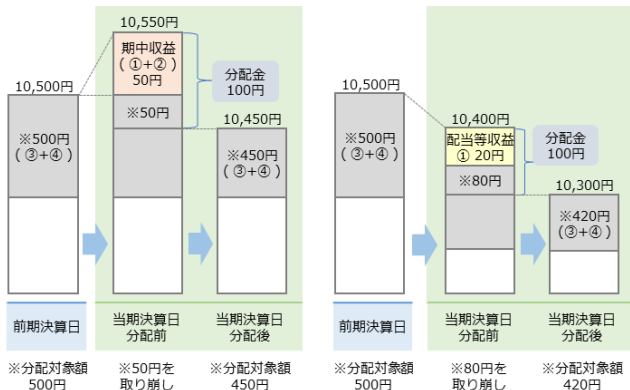 10,550円
期中収益
(①+②)
50円
分配金
100円
10,500円
※50円
10,450円
※500円
(③+④)
※450円
(③+④)
前期決算日
当期決算日
分配前
当期決算日
分配後
※分配対象額
500円
※50円を
取り崩し
※分配対象額
450円
10,500円
10,400円
配当等収益
① 20円
分配金
100円
※500円
(③+④)
※80円
10,300円
※420円
(③+④)
前期決算日
当期決算日
分配前
当期決算日
分配後
※分配対象額
500円
※80円を
取り崩し
※分配対象額
420円